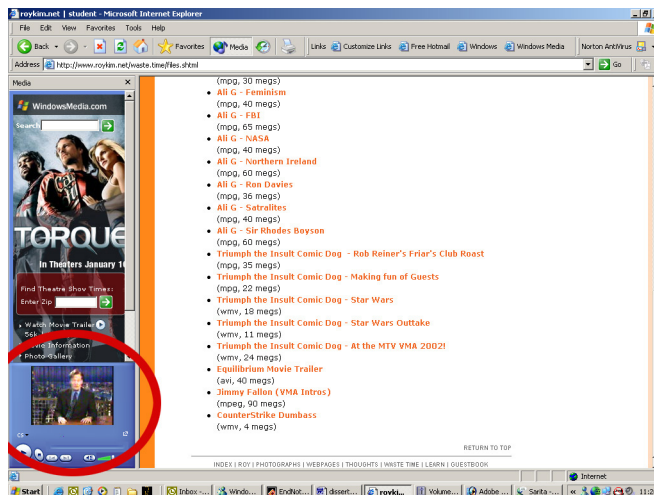 roykim.net | student - Microsoft Internet Explorer
File Edit View Favorites Tools Help
Back Favorites Media Links Customize Links Free Hotmail Windows Windows Media Norton AntiVirus
Address http://www.roykim.net/waste.time/files.shtml Go
Media
WindowsMedia.com
Search
TORQUE
In Theaters January 16
Find Theatre Show Times:
Enter Zip
Watch Movie Trailer
56k
Movie Information
Photo Gallery
(mpg, 30 megs)
Ali G - Feminism
(mpg, 40 megs)
Ali G - FBI
(mpg, 65 megs)
Ali G - NASA
(mpg, 40 megs)
Ali G - Northern Ireland
(mpg, 60 megs)
Ali G - Ron Davies
(mpg, 36 megs)
Ali G - Satralites
(mpg, 40 megs)
Ali G - Sir Rhodes Boyson
(mpg, 60 megs)
Triumph the Insult Comic Dog - Rob Reiner's Friar's Club Roast
(mpg, 35 megs)
Triumph the Insult Comic Dog - Making fun of Guests
(mpg, 22 megs)
Triumph the Insult Comic Dog - Star Wars
(wmv, 18 megs)
Triumph the Insult Comic Dog - Star Wars Outtake
(wmv, 11 megs)
Triumph the Insult Comic Dog - At the MTV VMA 2002!
(wmv, 24 megs)
Equilibrium Movie Trailer
(avi, 40 megs)
Jimmy Fallon (VMA Intros)
(mpeg, 90 megs)
CounterStrike Dumbass
(wmv, 4 megs)
RETURN TO TOP
INDEX | ROY | PHOTOGRAPHS | WEBPAGES | THOUGHTS | WASTE TIME | LEARN | GUESTBOOK
Internet
Start Inbox -... Windo... EndNot... dissert... royki... Volume... Adobe ... Sarita -... 11:2